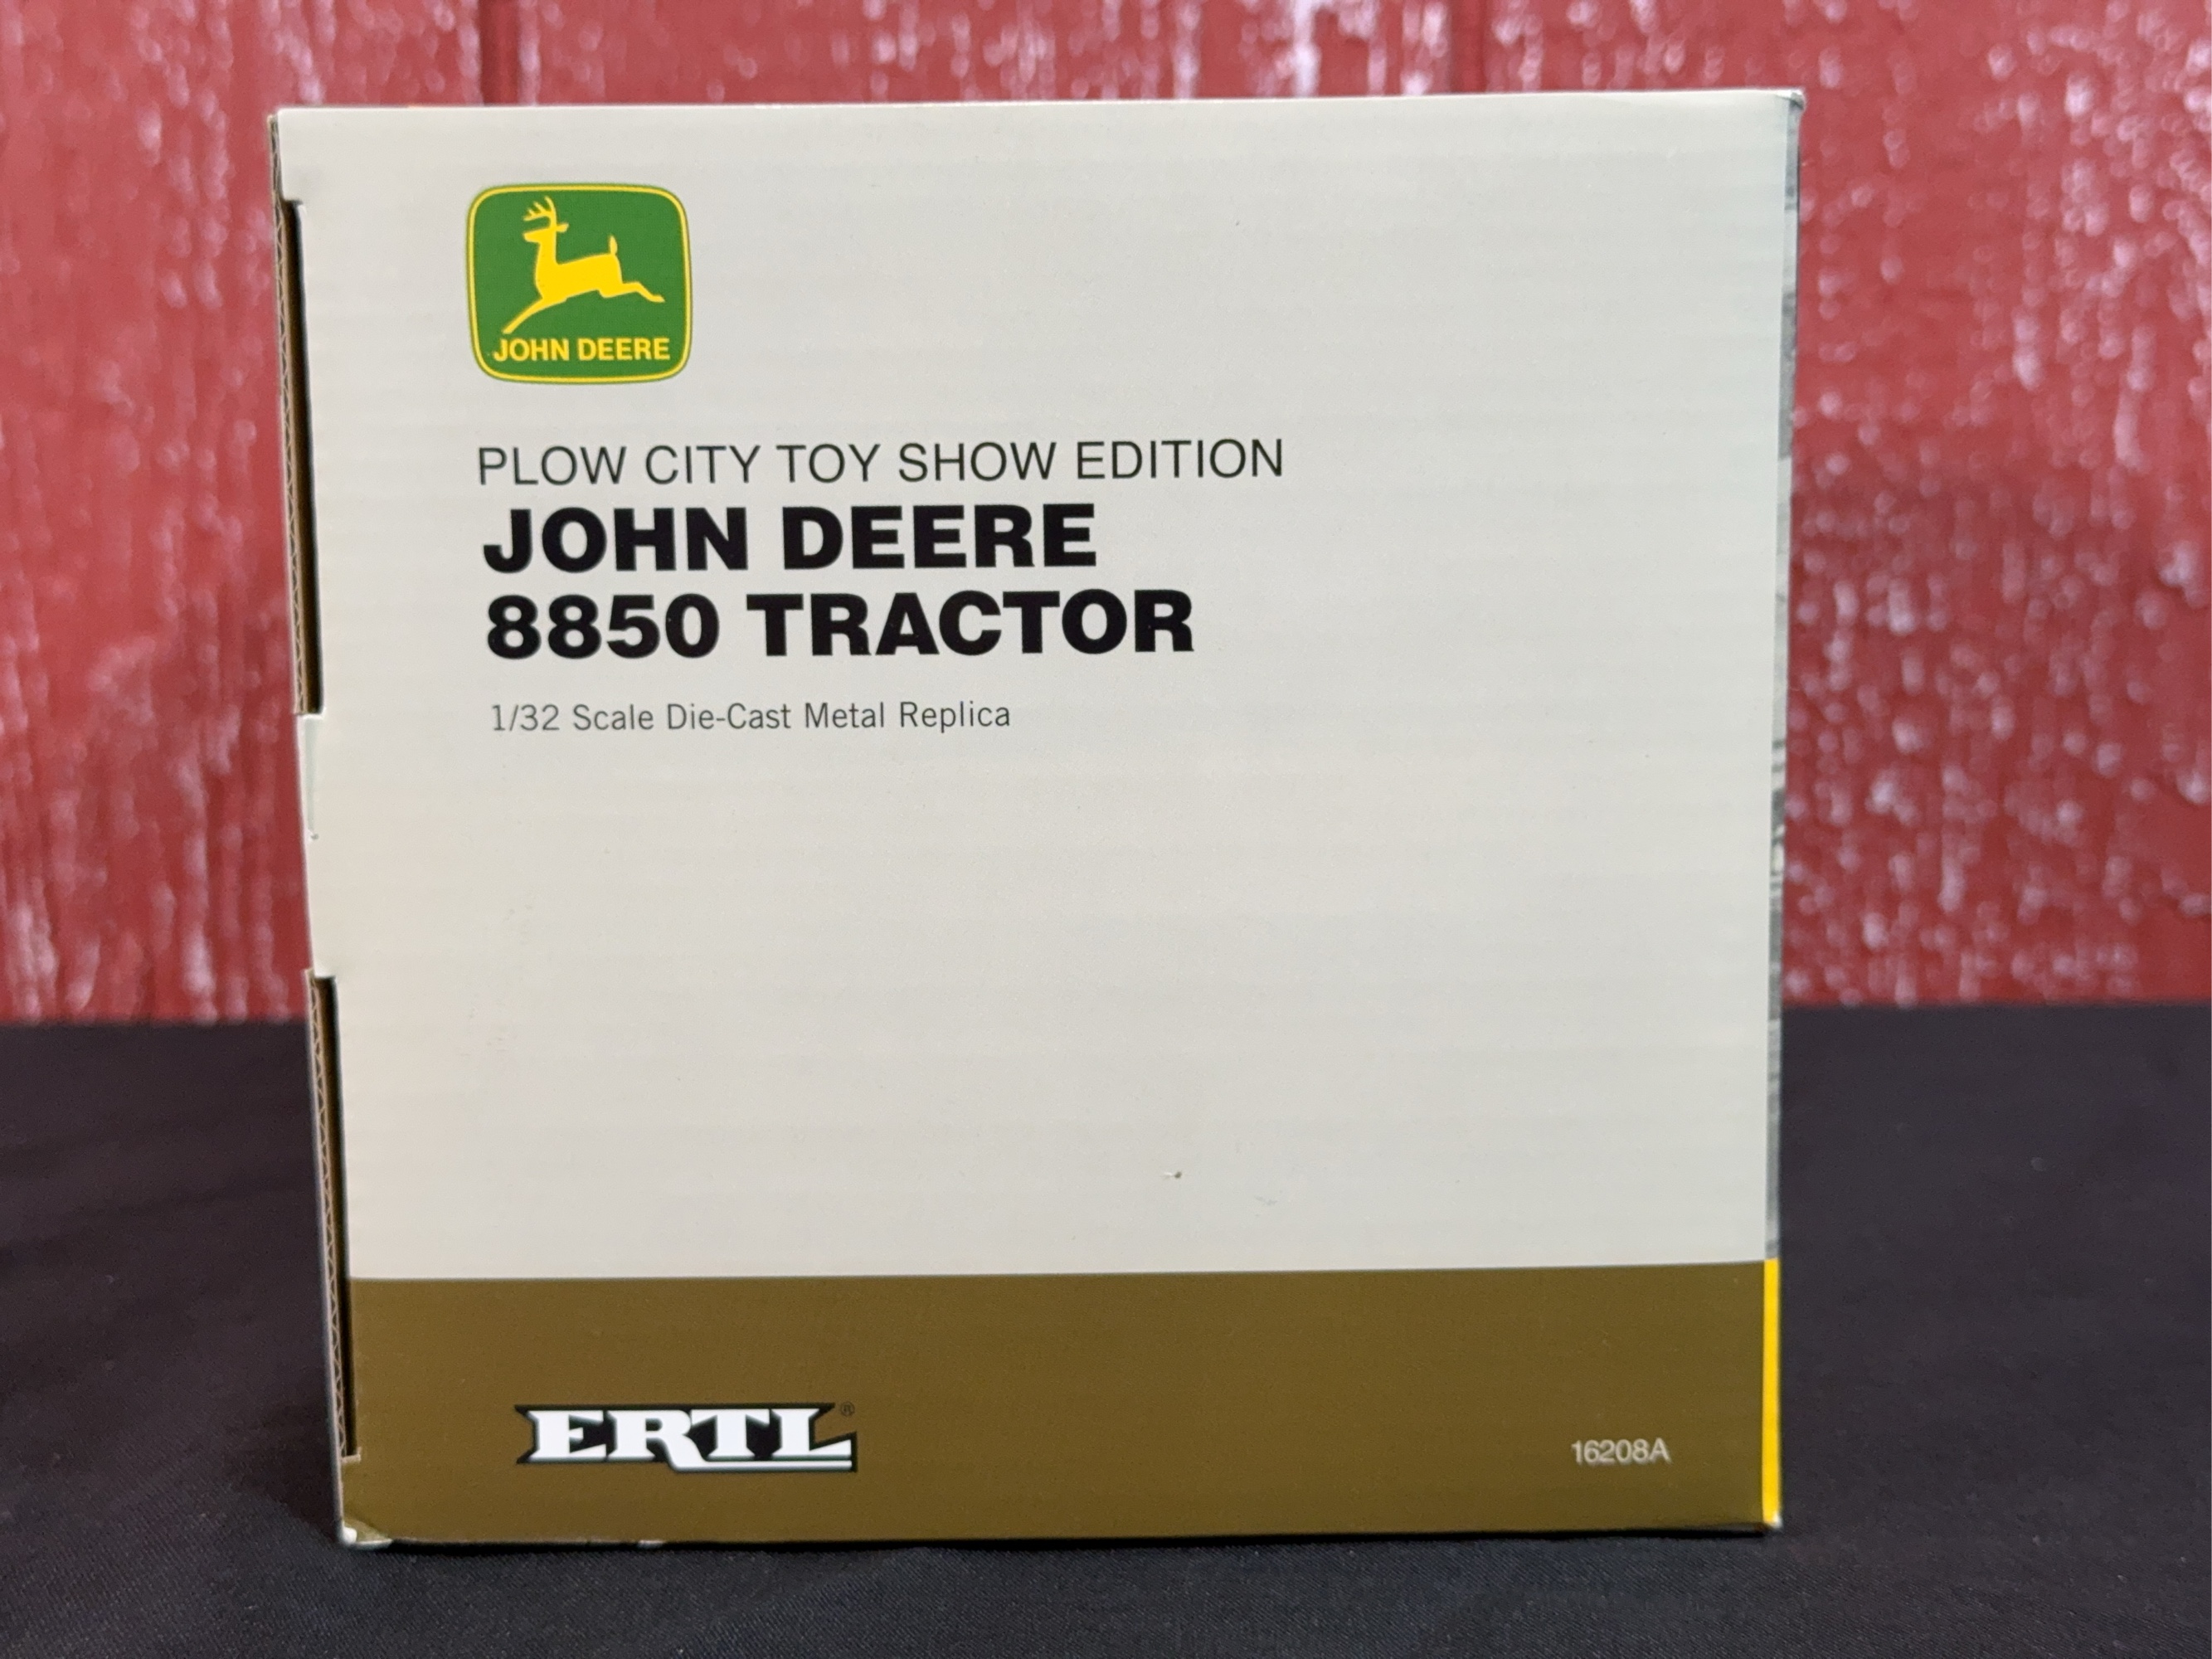 JOHN DEERE
PLOW CITY TOY SHOW EDITION
JOHN DEERE
8850 TRACTOR
1/32 Scale Die-Cast Metal Replica
ERTL®
16208A